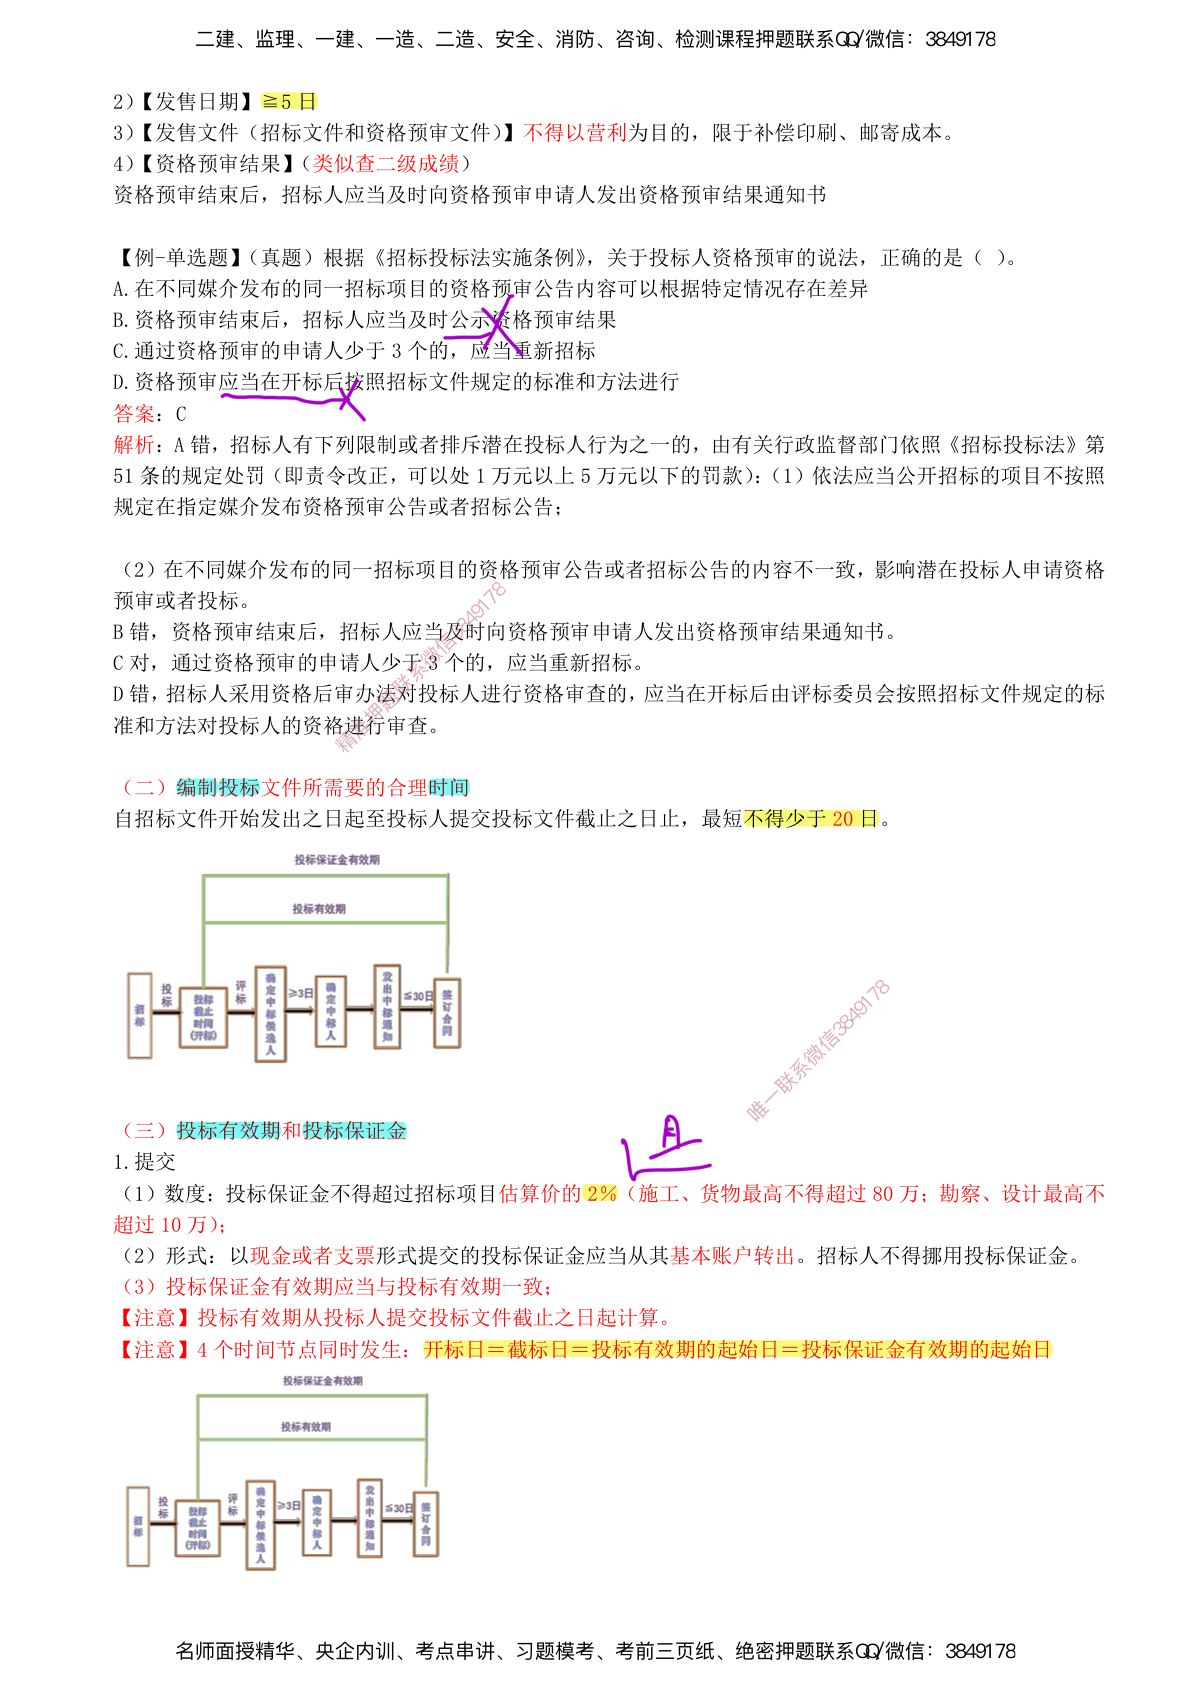 二建、监理、一建、一造、二造、安全、消防、咨询、检测课程押题联系QQ/微信：3849178
2）【发售日期】≧5 日
3）【发售文件（招标文件和资格预审文件）】不得以营利为目的，限于补偿印刷、邮寄成本。
4）【资格预审结果】（类似查二级成绩）
资格预审结束后，招标人应当及时向资格预审申请人发出资格预审结果通知书
【例-单选题】（真题）根据《招标投标法实施条例》，关于投标人资格预审的说法，正确的是（ ）。
A.在不同媒介发布的同一招标项目的资格预审公告内容可以根据特定情况存在差异
B.资格预审结束后，招标人应当及时公示资格预审结果
C.通过资格预审的申请人少于 3 个的，应当重新招标
D.资格预审应当在开标后按照招标文件规定的标准和方法进行
答案：C
解析：A 错，招标人有下列限制或者排斥潜在投标人行为之一的，由有关行政监督部门依照《招标投标法》第
51 条的规定处罚（即责令改正，可以处 1 万元以上 5 万元以下的罚款）：（1）依法应当公开招标的项目不按照
规定在指定媒介发布资格预审公告或者招标公告；
（2）在不同媒介发布的同一招标项目的资格预审公告或者招标公告的内容不一致，影响潜在投标人申请资格
预审或者投标。
B 错，资格预审结束后，招标人应当及时向资格预审申请人发出资格预审结果通知书。
C 对，通过资格预审的申请人少于 3 个的，应当重新招标。
D 错，招标人采用资格后审办法对投标人进行资格审查的，应当在开标后由评标委员会按照招标文件规定的标
准和方法对投标人的资格进行审查。
精准押题联系微信3849178
（二）编制投标文件所需要的合理时间
自招标文件开始发出之日起至投标人提交投标文件截止之日止，最短不得少于 20 日。
投标保证金有效期
投标有效期
招标
投标
投标截止时间(开标)
评标
确定中标候选人
≥3日
确定中标人
发出中标通知
≤30日
签订合同
唯一联系微信3849178
（三）投标有效期和投标保证金
1.提交
（1）数度：投标保证金不得超过招标项目估算价的 2%（施工、货物最高不得超过 80 万；勘察、设计最高不
超过 10 万）；
（2）形式：以现金或者支票形式提交的投标保证金应当从其基本账户转出。招标人不得挪用投标保证金。
（3）投标保证金有效期应当与投标有效期一致；
【注意】投标有效期从投标人提交投标文件截止之日起计算。
【注意】4 个时间节点同时发生：开标日＝截标日＝投标有效期的起始日＝投标保证金有效期的起始日
投标保证金有效期
投标有效期
招标
投标
投标截止时间(开标)
评标
确定中标候选人
≥3日
确定中标人
发出中标通知
≤30日
签订合同
名师面授精华、央企内训、考点串讲、习题模考、考前三页纸、绝密押题联系QQ/微信：3849178